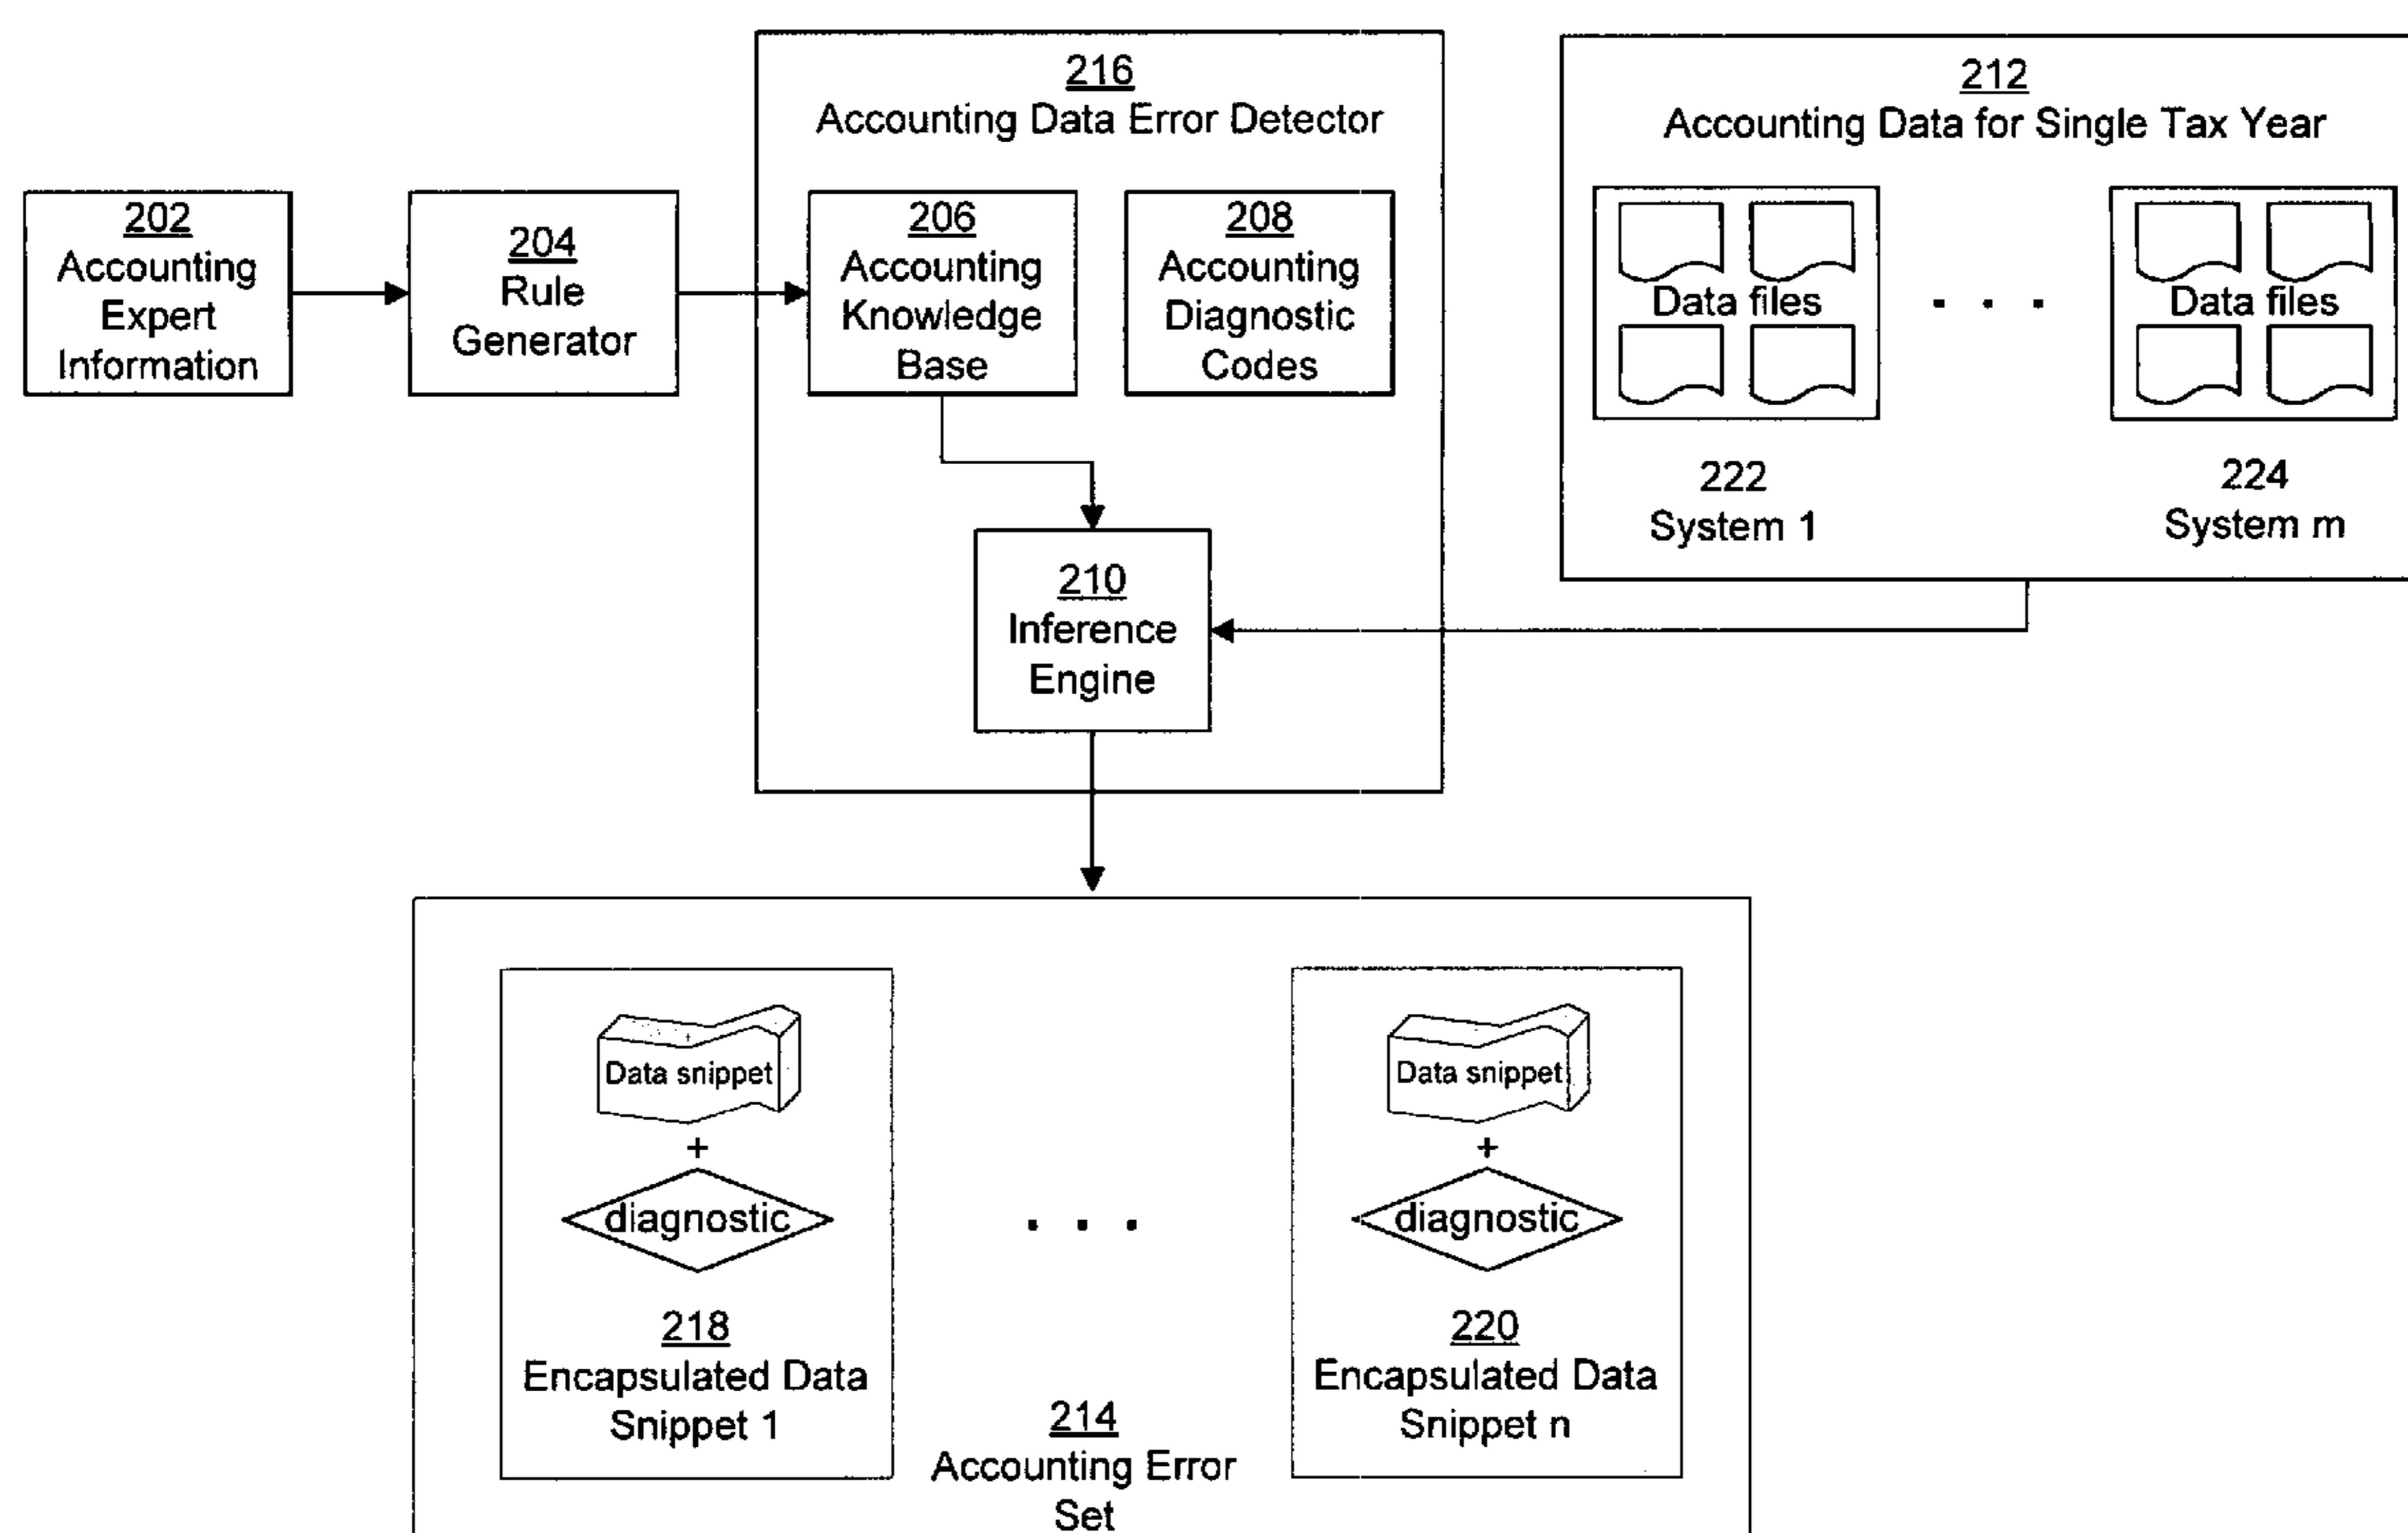 216
Accounting Data Error Detector
212
Accounting Data for Single Tax Year
202
Accounting
Expert
Information
204
Rule
Generator
206
Accounting
Knowledge
Base
208
Accounting
Diagnostic
Codes
Data files
. . .
Data files
222
System 1
224
System m
210
Inference
Engine
Data snippet
+
diagnostic
218
Encapsulated Data
Snippet 1
. . .
Data snippet
+
diagnostic
220
Encapsulated Data
Snippet n
214
Accounting Error
Set